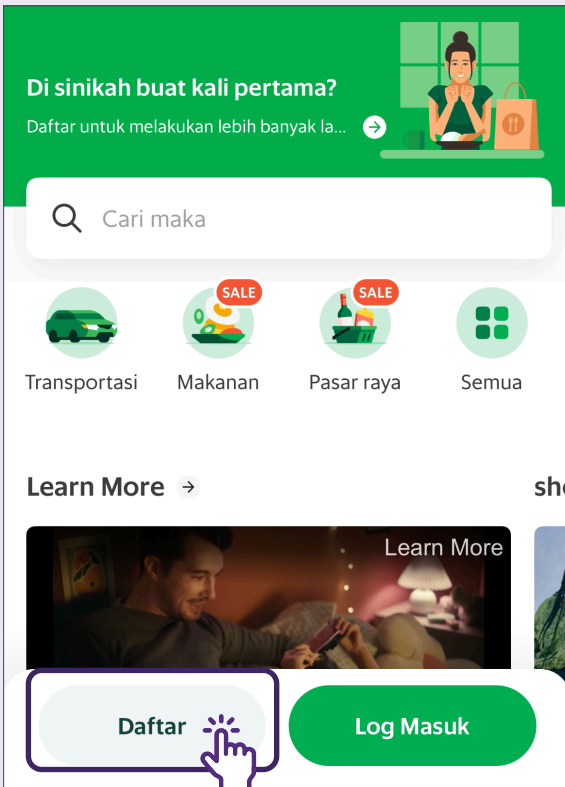 Di sinikah buat kali pertama?
Daftar untuk melakukan lebih banyak la...
Cari maka
SALE
SALE
Transportasi
Makanan
Pasar raya
Semua
Learn More
sho
Learn More
Daftar
Log Masuk